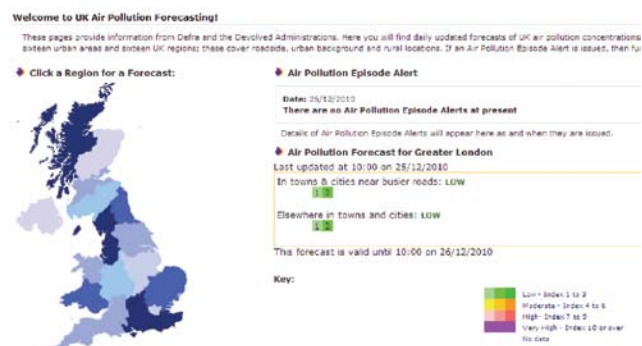 Welcome to UK Air Pollution Forecasting!
These pages provide information from Defra and the Devolved Administrations. Here you will find daily updated forecasts of UK air pollution concentrations
sixteen urban areas and sixteen UK regions; these cover roadside, urban background and rural locations. If an Air Pollution Episode Alert is issued, then fu
Click a Region for a Forecast:
Air Pollution Episode Alert
Date: 25/12/2010
There are no Air Pollution Episode Alerts at present
Details of Air Pollution Episode Alerts will appear here as and when they are issued.
Air Pollution Forecast for Greater London
Last updated at 10:00 on 25/12/2010
In towns & cities near busier roads: LOW
1 2
Elsewhere in towns and cities: LOW
1 2
This forecast is valid until 10:00 on 26/12/2010
Key:
Low - Index 1 to 3
Moderate - Index 4 to 6
High - Index 7 to 9
Very High - Index 10 or over
No data